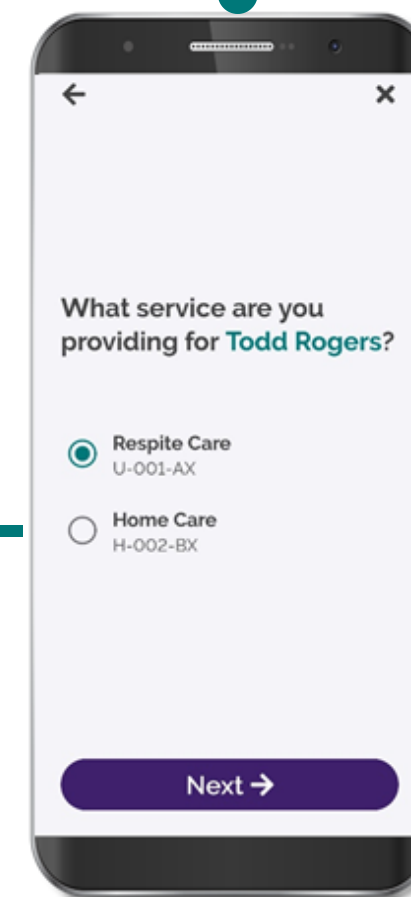 What service are you
providing for Todd Rogers?
Respite Care
U-001-AX
Home Care
H-002-BX
Next →